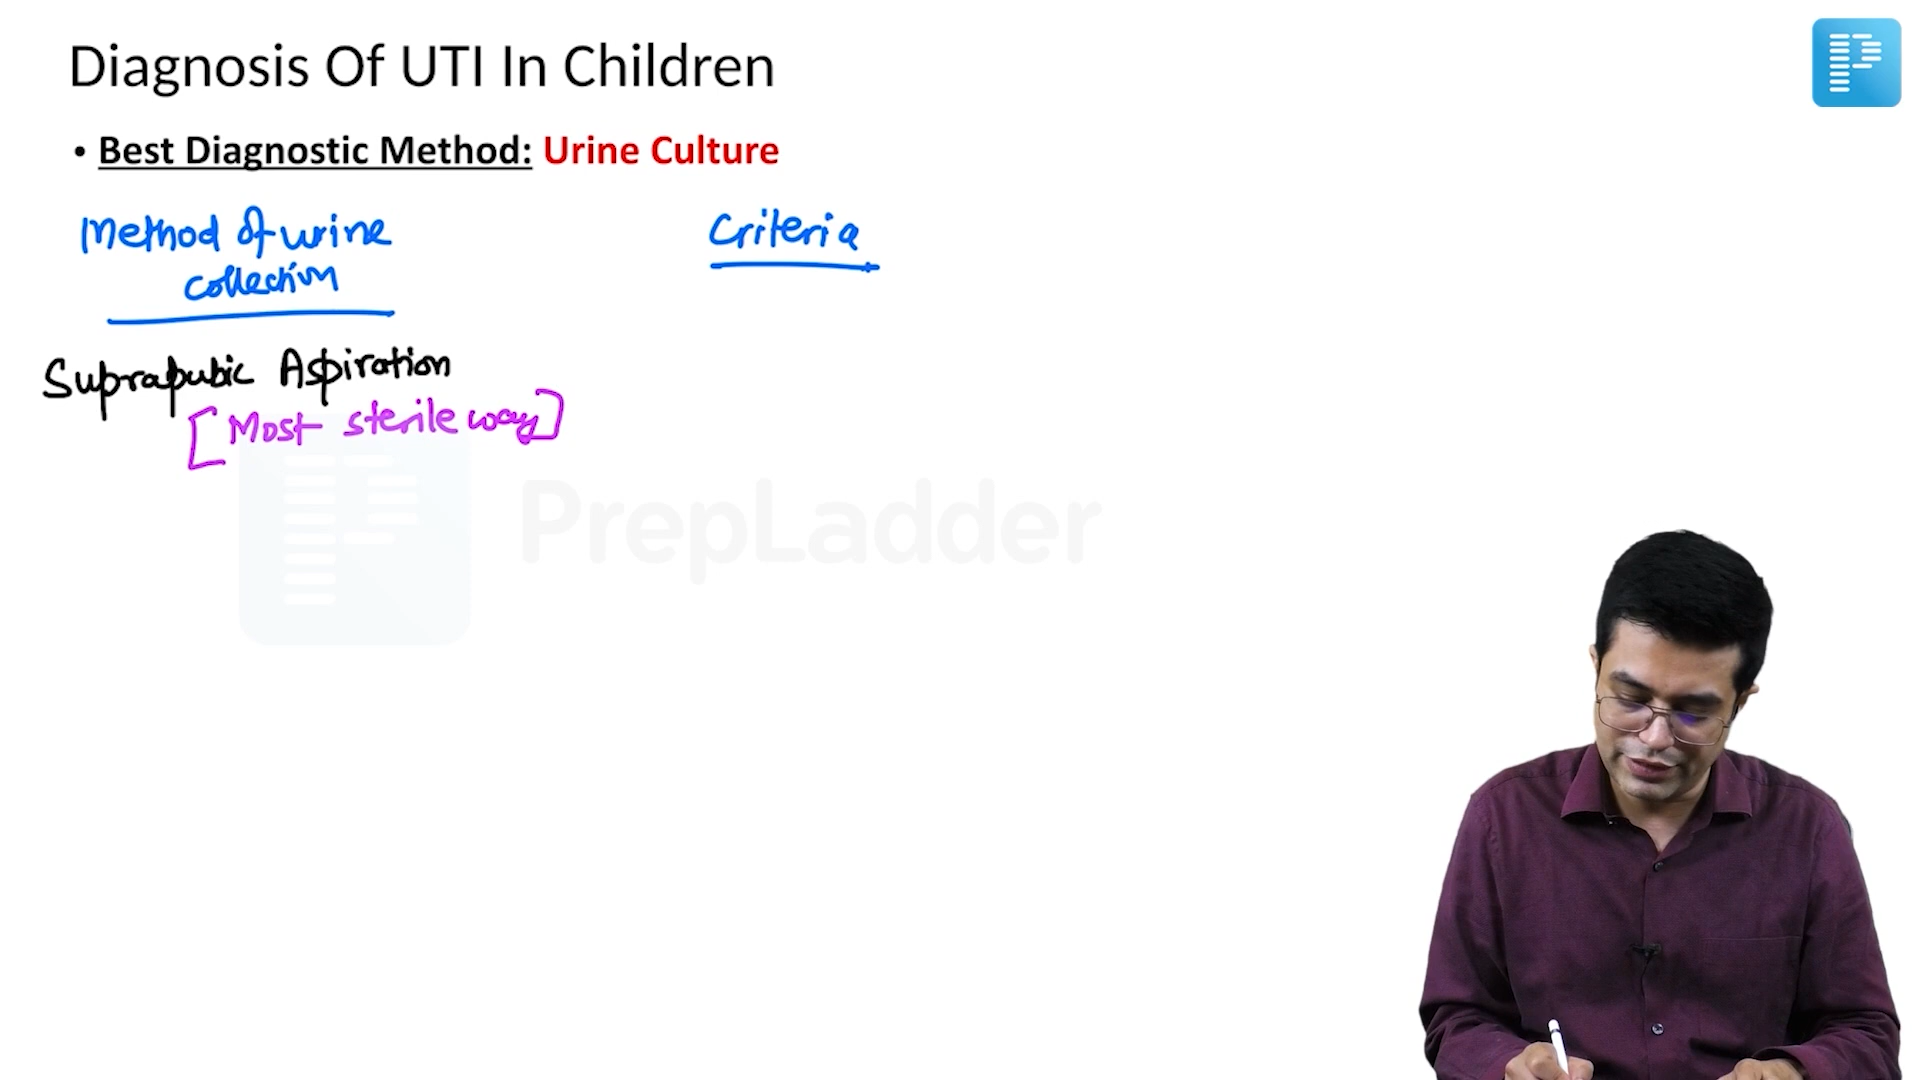 Diagnosis Of UTI In Children
• Best Diagnostic Method: Urine Culture
Method of urine
collection
Criteria
Suprapubic Aspiration
[Most sterile way]
PrepLadder